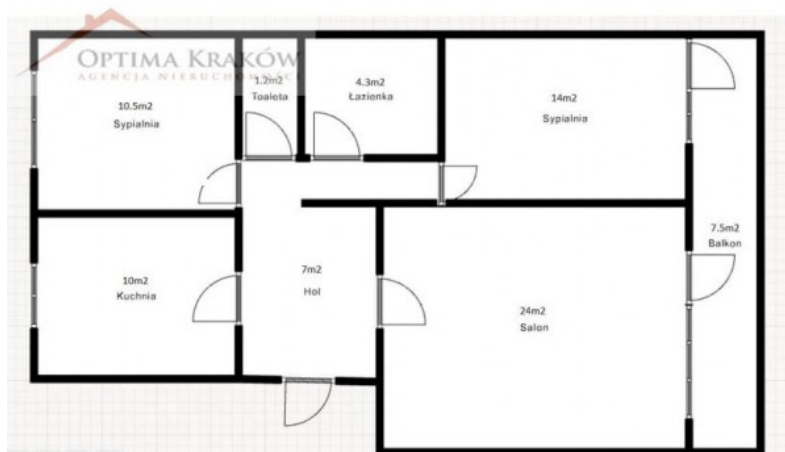 OPTIMA KRAKÓW
AGENCJA NIERUCHOMOŚCI
10.5m2
Sypialnia
1.2m2
Toaleta
4.3m2
Łazienka
14m2
Sypialnia
7.5m2
Balkon
10m2
Kuchnia
7m2
Hol
24m2
Salon